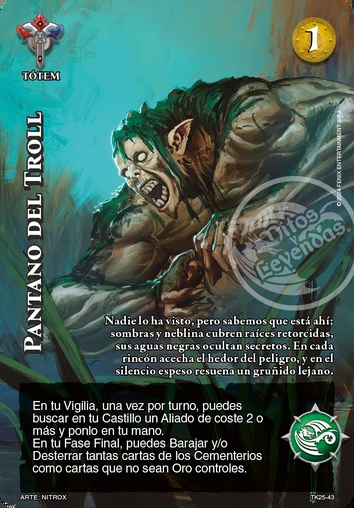 TÓTEM
1
PANTANO DEL TROLL
Mitos y
Leyendas
Nadie lo ha visto, pero sabemos que está ahí;
sombras y neblina cubren raíces retorcidas,
sus aguas negras ocultan secretos. En cada
rincón acecha el hedor del peligro, y en el
silencio espeso resuena un gruñido lejano.
En tu Vigilia, una vez por turno, puedes
buscar en tu Castillo un Aliado de coste 2 o
más y ponlo en tu mano.
En tu Fase Final, puedes Barajar y/o
Desterrar tantas cartas de los Cementerios
como cartas que no sean Oro controles.
ARTE: NITROX
TK25-43